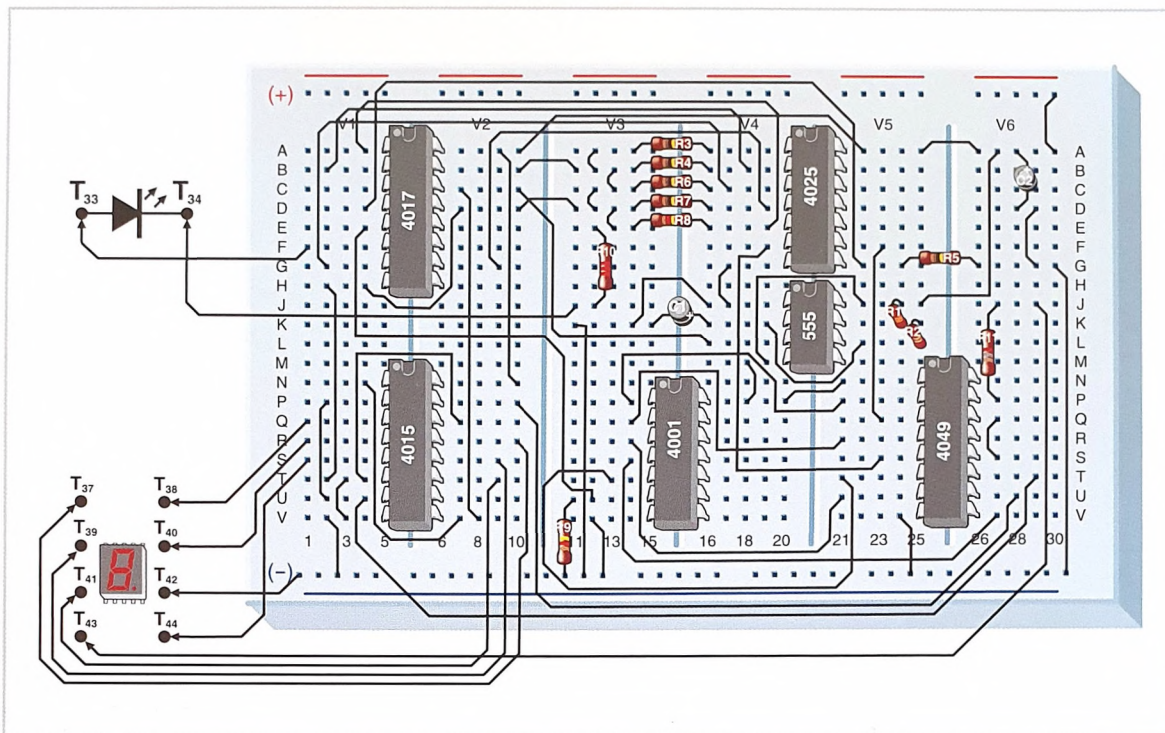 (+)
V1 V2 V3 V4 V5 V6
A A
B B
C C
D D
E E
F F
G G
H H
J J
K K
L L
M M
N N
P P
Q Q
R R
S S
T T
U U
V V
R3
R4
R6
R7
R8
4017
4025
T33 T34
R5
555
4015
4001
4049
T37 T38
T39 T40
T41 T42
T43 T44
8.
1 3 5 6 8 10 11 13 15 16 18 20 21 23 25 26 28 30
(-)